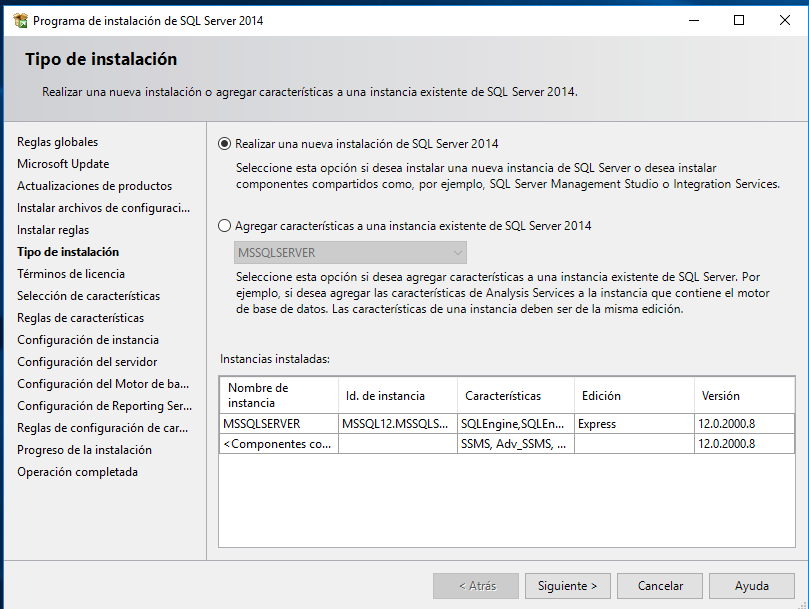 Programa de instalación de SQL Server 2014
Tipo de instalación
Realizar una nueva instalación o agregar características a una instancia existente de SQL Server 2014.
Reglas globales
Microsoft Update
Actualizaciones de productos
Instalar archivos de configuraci...
Instalar reglas
Tipo de instalación
Términos de licencia
Selección de características
Reglas de características
Configuración de instancia
Configuración del servidor
Configuración del Motor de ba...
Configuración de Reporting Ser...
Reglas de configuración de car...
Progreso de la instalación
Operación completada
Realizar una nueva instalación de SQL Server 2014
Seleccione esta opción si desea instalar una nueva instancia de SQL Server o desea instalar
componentes compartidos como, por ejemplo, SQL Server Management Studio o Integration Services.
Agregar características a una instancia existente de SQL Server 2014
MSSQLSERVER
Seleccione esta opción si desea agregar características a una instancia existente de SQL Server. Por
ejemplo, si desea agregar las características de Analysis Services a la instancia que contiene el motor
de base de datos. Las características de una instancia deben ser de la misma edición.
Instancias instaladas:
Nombre de
instancia
Id. de instancia
Características
Edición
Versión
MSSQLSERVER
MSSQL12.MSSQLS...
SQLEngine,SQLEn...
Express
12.0.2000.8
<Componentes co...
SSMS, Adv_SSMS, ...
12.0.2000.8
< Atrás
Siguiente >
Cancelar
Ayuda